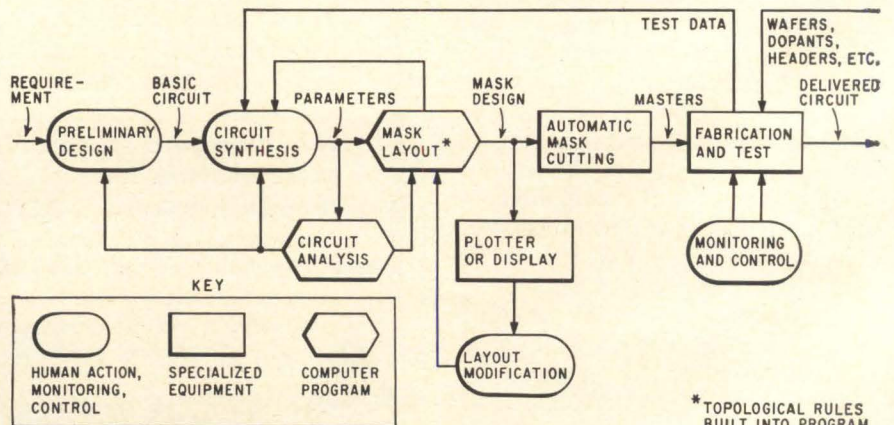 TEST DATA
WAFERS,
DOPANTS,
HEADERS, ETC.
REQUIRE-
MENT
BASIC
CIRCUIT
PARAMETERS
MASK
DESIGN
MASTERS
DELIVERED
CIRCUIT
PRELIMINARY
DESIGN
CIRCUIT
SYNTHESIS
MASK
LAYOUT*
AUTOMATIC
MASK
CUTTING
FABRICATION
AND TEST
CIRCUIT
ANALYSIS
PLOTTER
OR DISPLAY
MONITORING
AND CONTROL
LAYOUT
MODIFICATION
KEY
HUMAN ACTION,
MONITORING,
CONTROL
SPECIALIZED
EQUIPMENT
COMPUTER
PROGRAM
*TOPOLOGICAL RULES
BUILT INTO PROGRAM